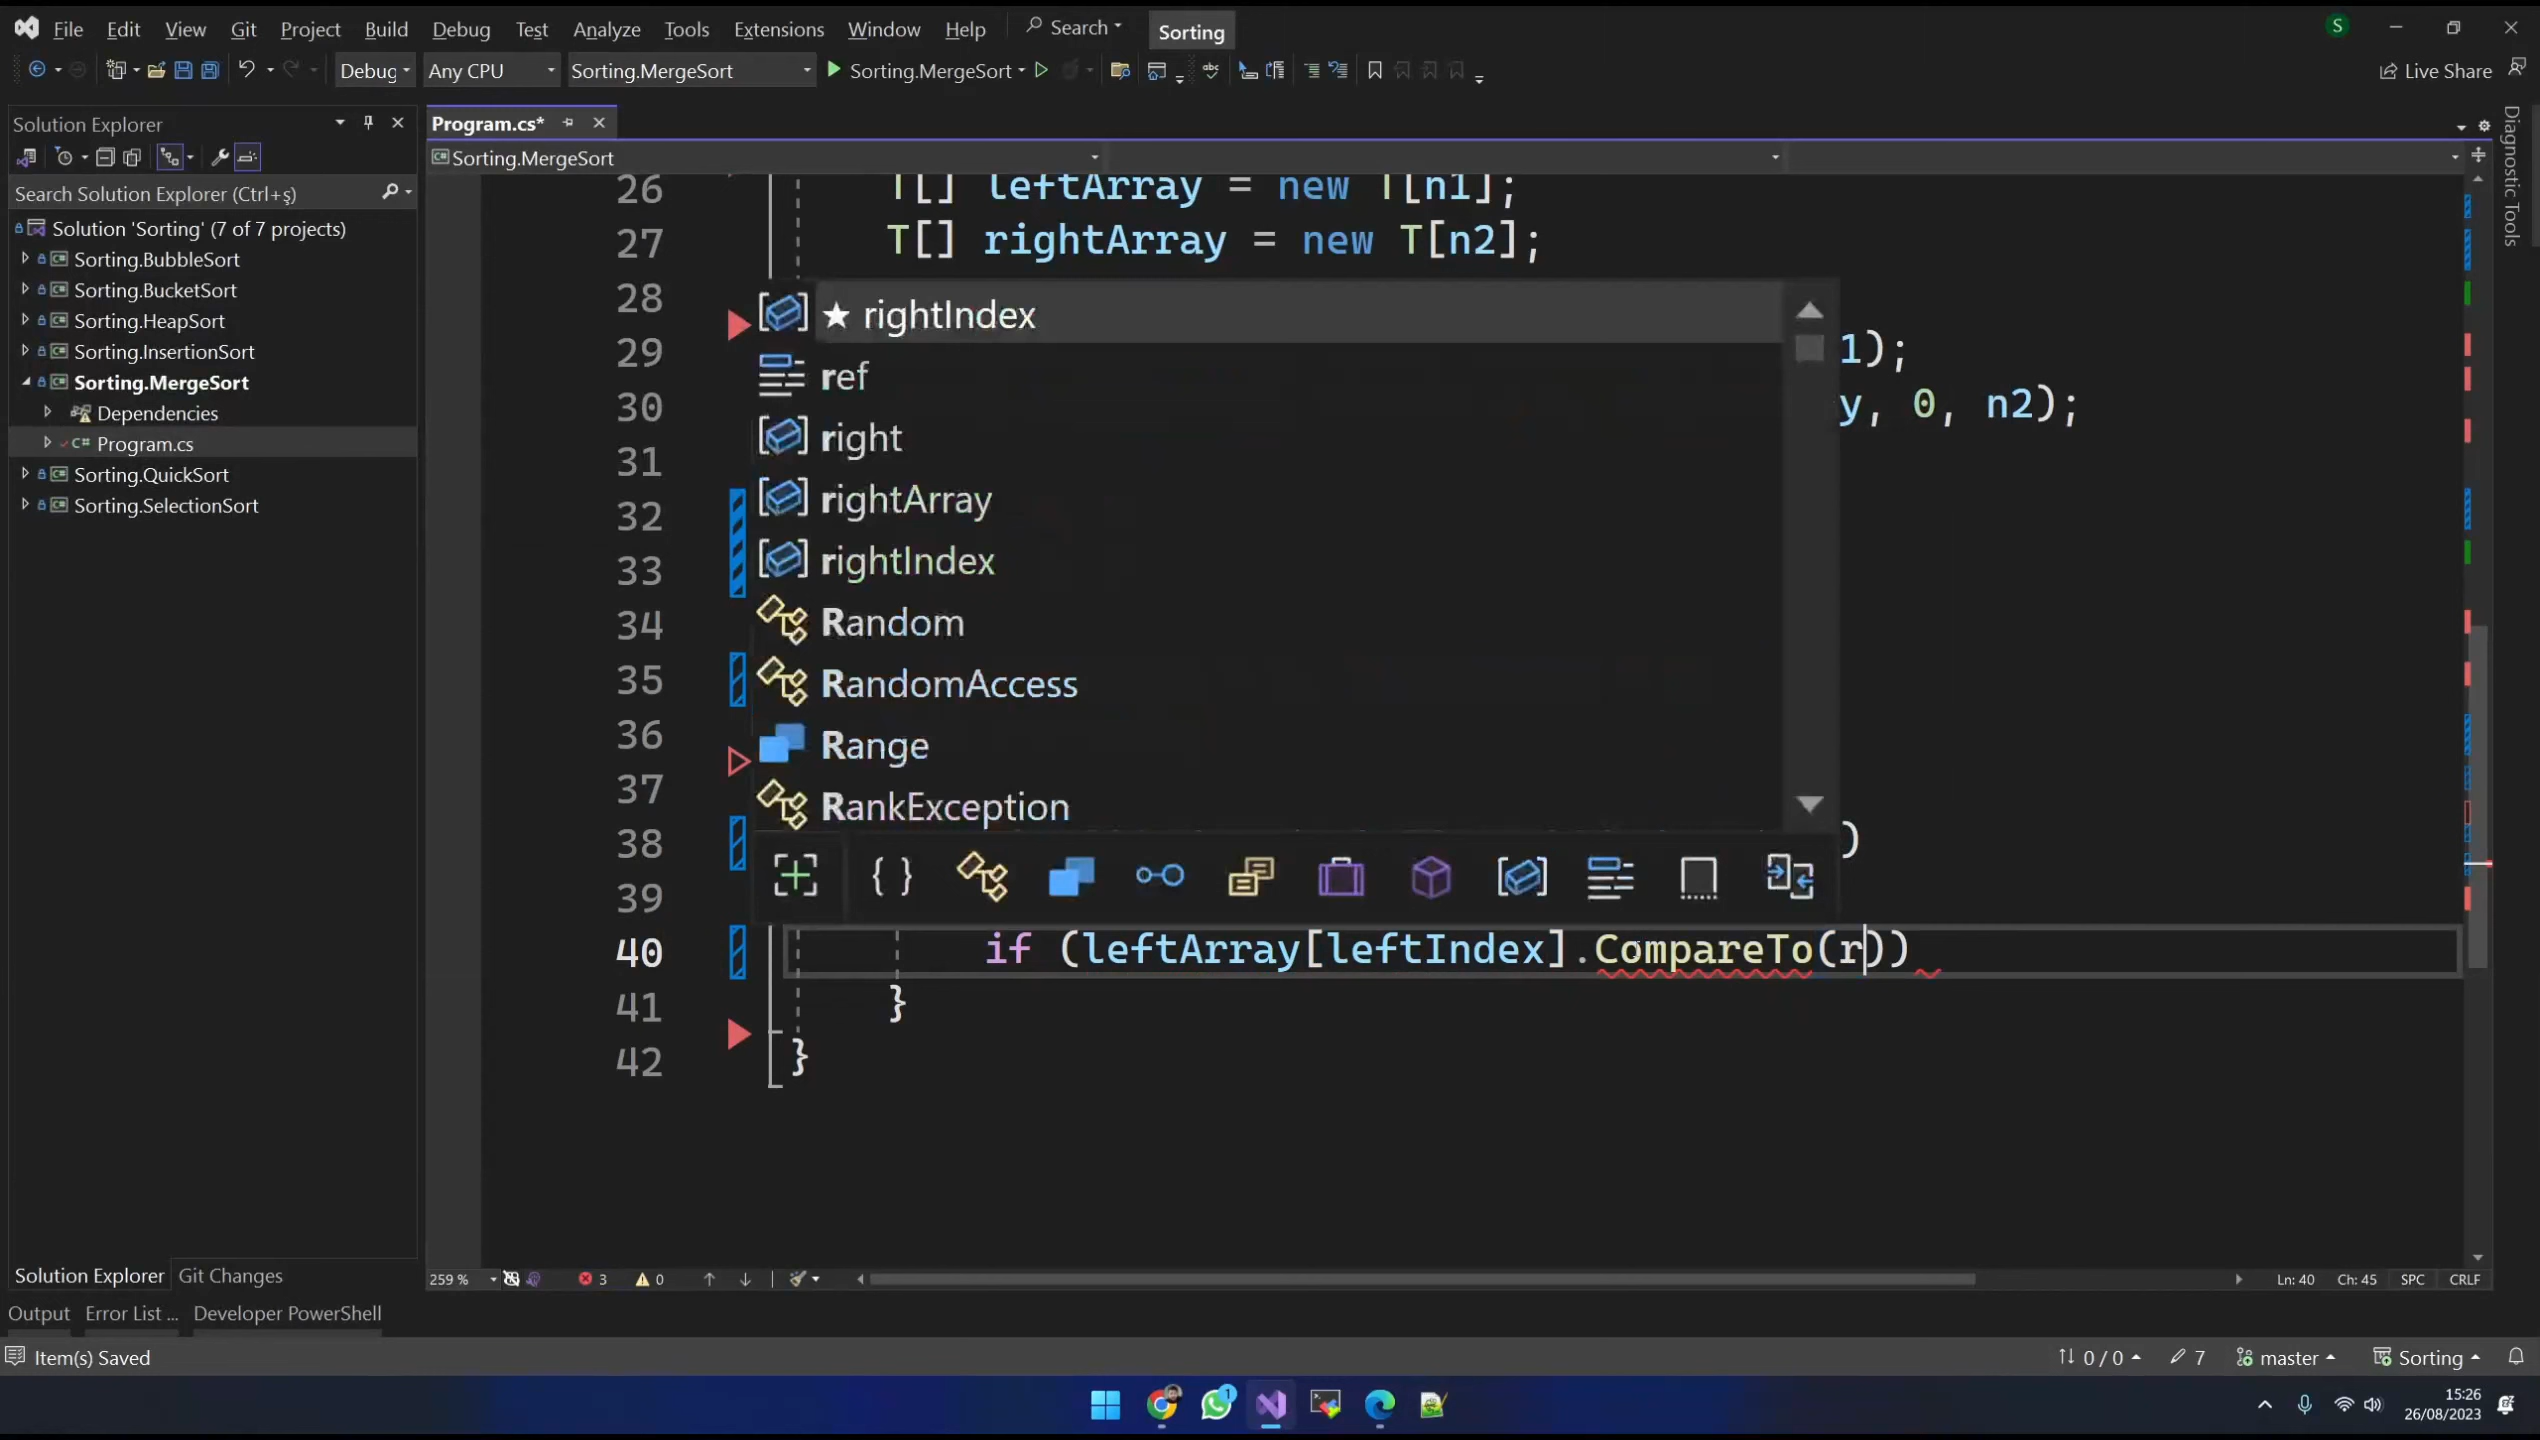 File Edit View Git Project Build Debug Test Analyze Tools Extensions Window Help Search Sorting S
Debug Any CPU Sorting.MergeSort Sorting.MergeSort Live Share
Solution Explorer
Program.cs*
Sorting.MergeSort
Search Solution Explorer (Ctrl+ş)
Solution 'Sorting' (7 of 7 projects)
Sorting.BubbleSort
Sorting.BucketSort
Sorting.HeapSort
Sorting.InsertionSort
Sorting.MergeSort
Dependencies
Program.cs
Sorting.QuickSort
Sorting.SelectionSort
26 T[] leftArray = new T[n1];
27 T[] rightArray = new T[n2];
28
29 1);
30 y, 0, n2);
31
32
33
34
35
36
37
38 )
39
40 if (leftArray[leftIndex].CompareTo(r))
41 }
42 }
★ rightIndex
ref
right
rightArray
rightIndex
Random
RandomAccess
Range
RankException
Diagnostic Tools
Solution Explorer Git Changes
259 % 3 0 Ln: 40 Ch: 45 SPC CRLF
Output Error List ... Developer PowerShell
Item(s) Saved 0 / 0 7 master Sorting
1
15:26
26/08/2023